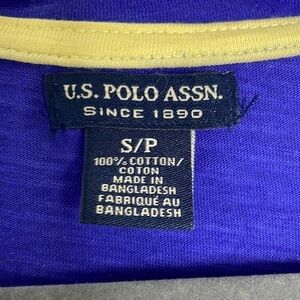 U.S. POLO ASSN.
SINCE 1890
S/P
100% COTTON/
COTON
MADE IN
BANGLADESH
FABRIQUÉ AU
BANGLADESH